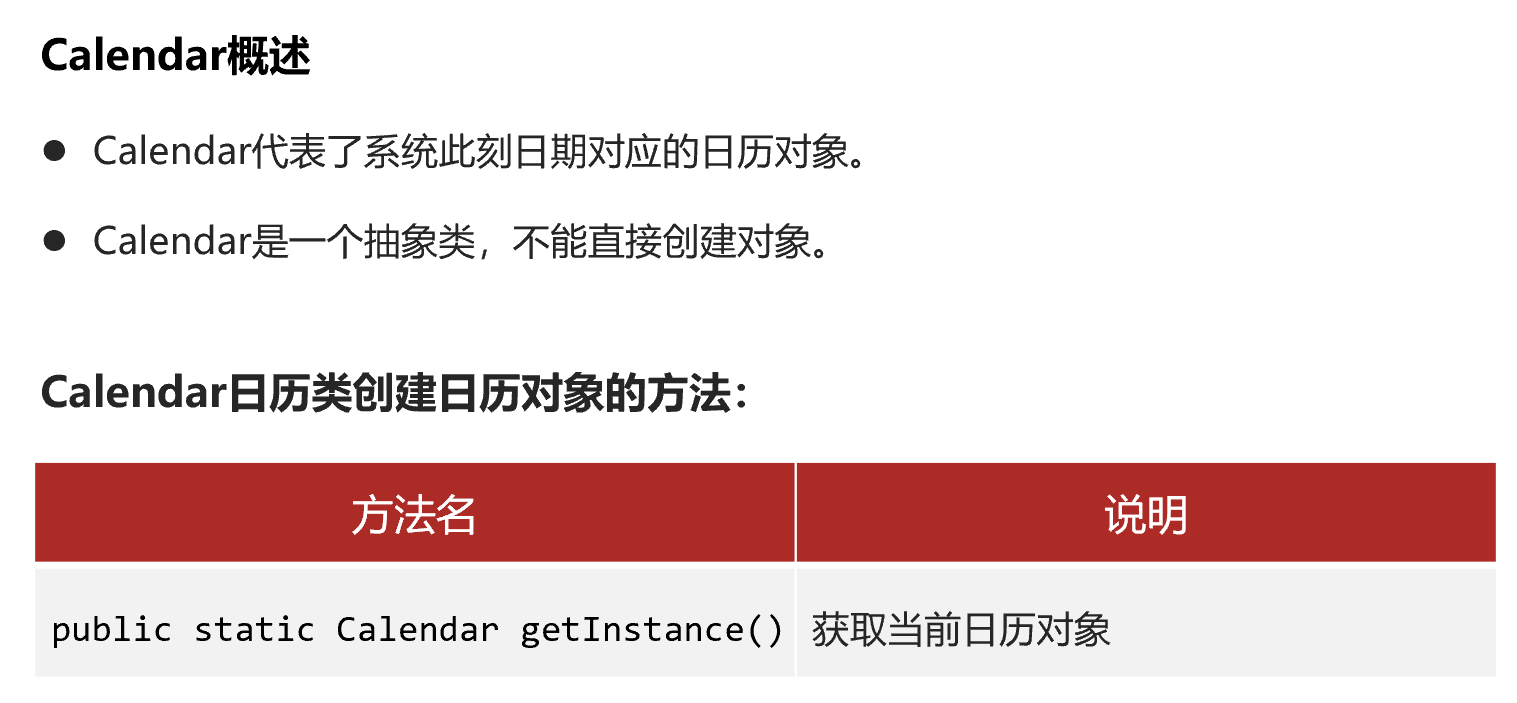 Calendar概述
● Calendar代表了系统此刻日期对应的日历对象。
● Calendar是一个抽象类，不能直接创建对象。
Calendar日历类创建日历对象的方法：
方法名 说明
public static Calendar getInstance() 获取当前日历对象